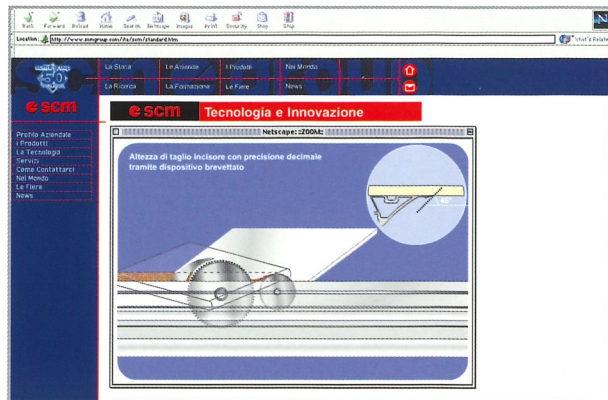 Back Forward Reload Home Search Netscape Images Print Security Shop Stop
Location: http://www.scmgroup.com/ita/scm/standard.htm What's Relate
La Storia Le Aziende I Prodotti Nel Mondo
50
La Ricerca La Formazione Le Fiere News
scm
scm Tecnologia e Innovazione
Profilo Aziendale
I Prodotti
La Tecnologia
Servizi
Come Contattarci
Nel Mondo
Le Fiere
News
Altezza di taglio incisore con precisione decimale
tramite dispositivo brevettato
45°